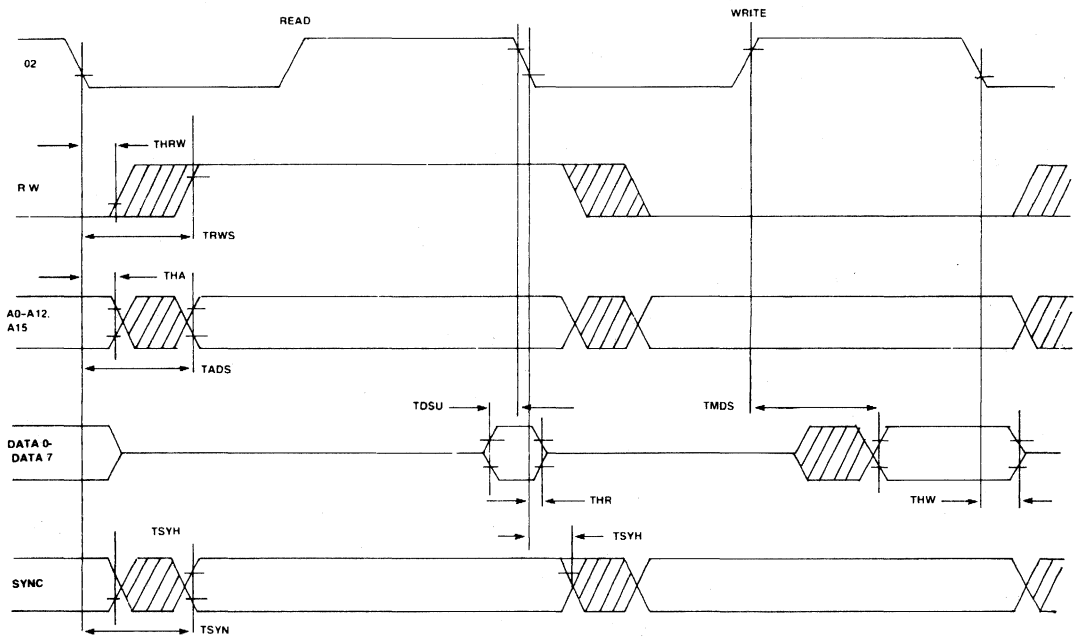 READ
WRITE
02
THRW
R W
TRWS
THA
A0-A12,
A15
TADS
TDSU
TMDS
DATA 0-
DATA 7
THR
THW
TSYH
TSYH
SYNC
TSYN